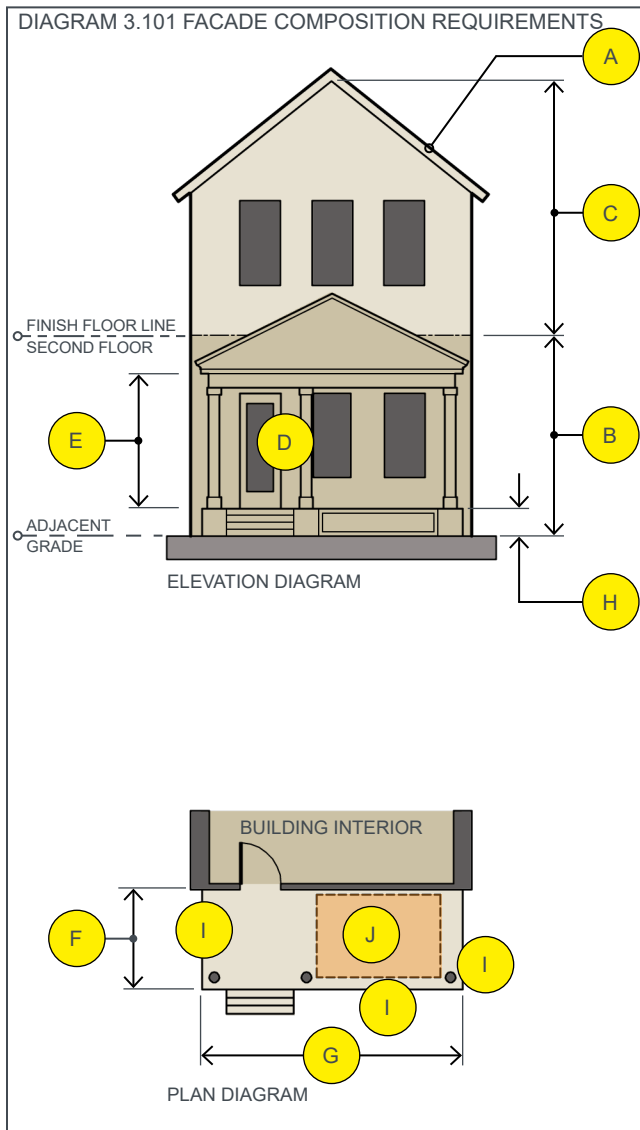 DIAGRAM 3.101 FACADE COMPOSITION REQUIREMENTS
A
C
FINISH FLOOR LINE
SECOND FLOOR
E
D
B
ADJACENT
GRADE
ELEVATION DIAGRAM
H
BUILDING INTERIOR
F
I
J
I
I
G
PLAN DIAGRAM